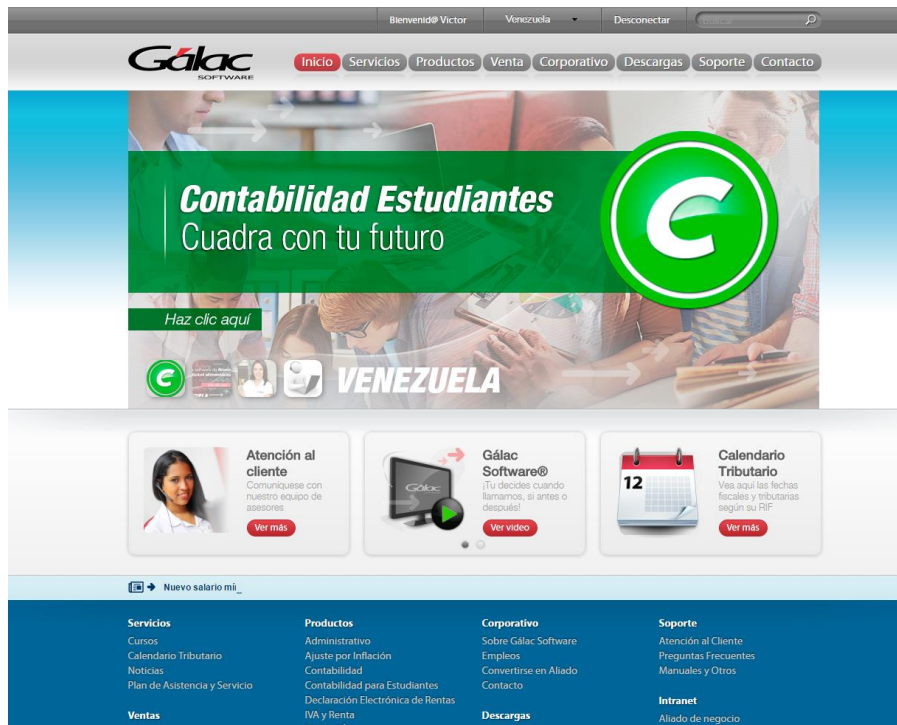 Bienvenid@ Victor
Venezuela
Desconectar
Buscar
Gálac
SOFTWARE
Inicio
Servicios
Productos
Venta
Corporativo
Descargas
Soporte
Contacto
Contabilidad Estudiantes
Cuadra con tu futuro
Haz clic aquí
VENEZUELA
Atención al
cliente
Comuniquese con
nuestro equipo de
asesores
Ver más
Gálac
Gálac
Software®
¡Tu decides cuando
llamarnos, si antes o
después!
Ver video
12
Calendario
Tributario
Vea aquí las fechas
fiscales y tributarias
según su RIF
Ver más
Nuevo salario míi_
Servicios
Cursos
Calendario Tributario
Noticias
Plan de Asistencia y Servicio
Ventas
Productos
Administrativo
Ajuste por Inflación
Contabilidad
Contabilidad para Estudiantes
Declaración Electrónica de Rentas
IVA y Renta
Corporativo
Sobre Gálac Software
Empleos
Convertirse en Aliado
Contacto
Descargas
Soporte
Atención al Cliente
Preguntas Frecuentes
Manuales y Otros
Intranet
Aliado de negocio